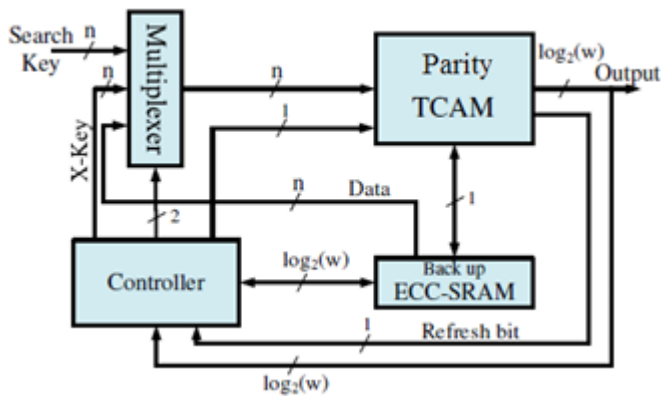 Search
Key
n
n
X-Key
Multiplexer
n
1
Parity
TCAM
log₂(w)
Output
2
n
Data
1
Controller
log₂(w)
Back up
ECC-SRAM
1
Refresh bit
log₂(w)